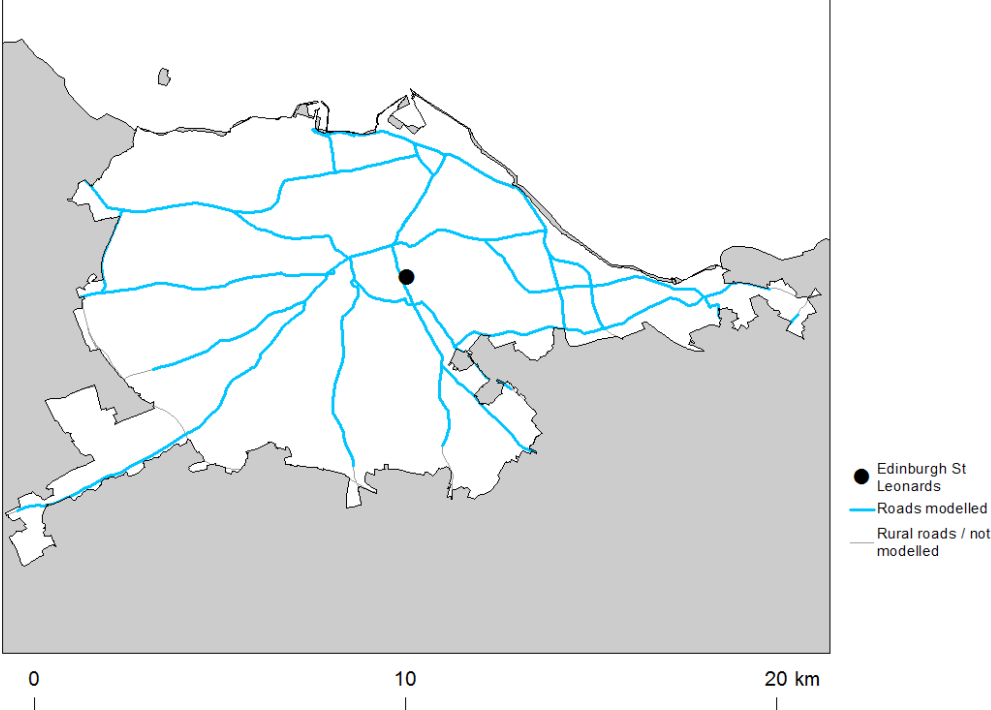 Edinburgh St
Leonards
Roads modelled
Rural roads / not
modelled
0 10 20 km